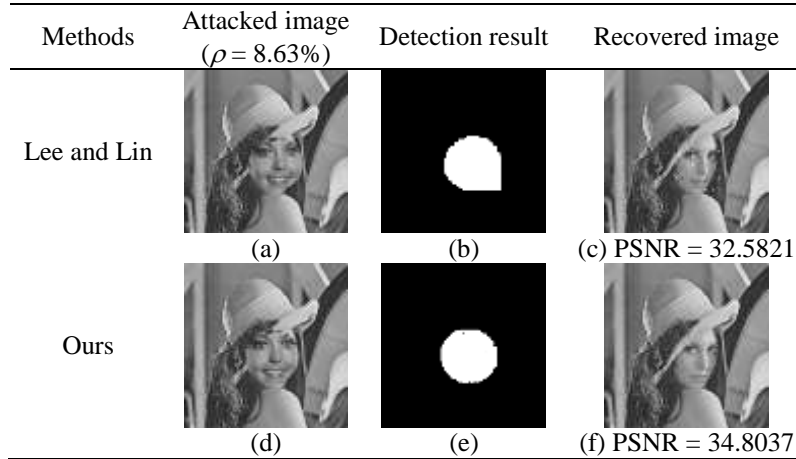 Methods Attacked image (ρ = 8.63%) Detection result Recovered image
Lee and Lin
(a) (b) (c) PSNR = 32.5821
Ours
(d) (e) (f) PSNR = 34.8037